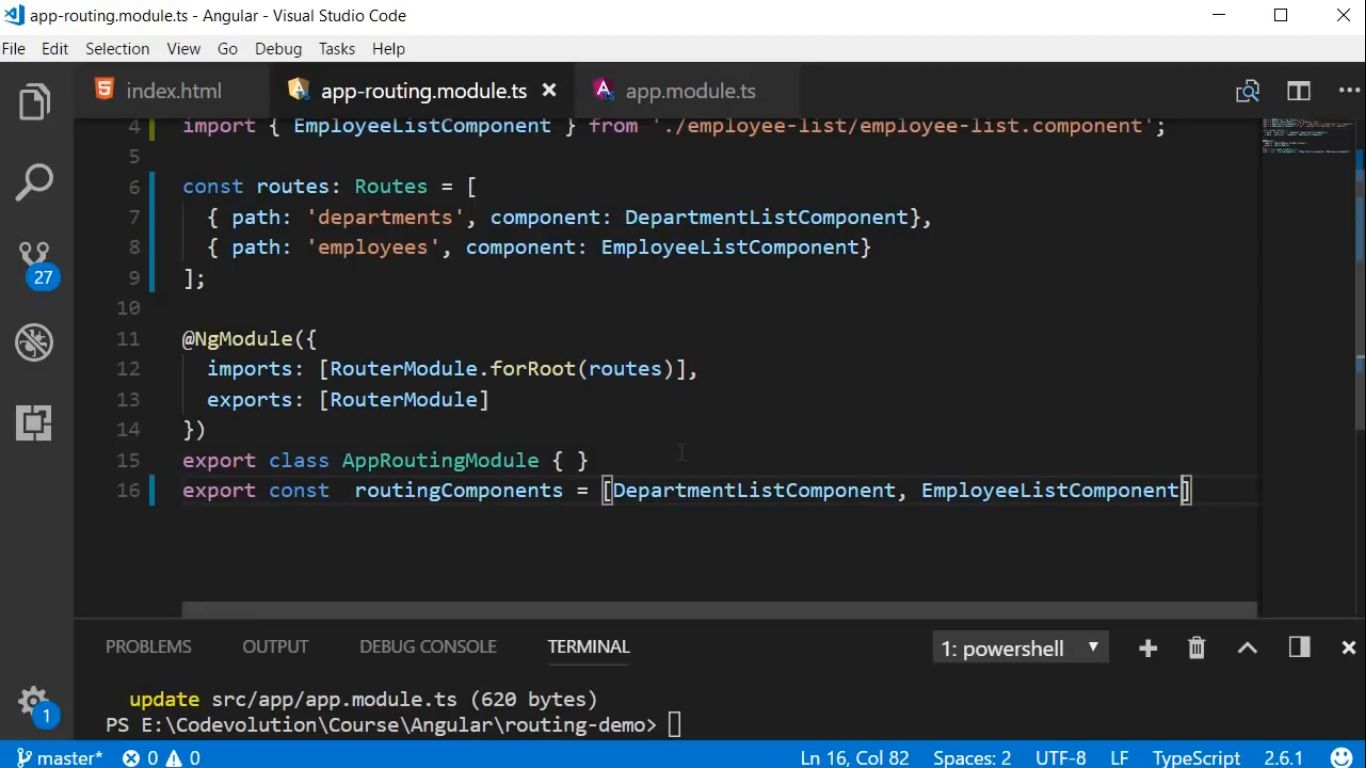 app-routing.module.ts - Angular - Visual Studio Code
File Edit Selection View Go Debug Tasks Help
index.html app-routing.module.ts app.module.ts
4 import { EmployeeListComponent } from './employee-list/employee-list.component';
5
6 const routes: Routes = [
7 { path: 'departments', component: DepartmentListComponent},
8 { path: 'employees', component: EmployeeListComponent}
9 ];
10
11 @NgModule({
12 imports: [RouterModule.forRoot(routes)],
13 exports: [RouterModule]
14 })
15 export class AppRoutingModule { }
16 export const  routingComponents = [DepartmentListComponent, EmployeeListComponent]
27
PROBLEMS OUTPUT DEBUG CONSOLE TERMINAL 1: powershell
update src/app/app.module.ts (620 bytes)
PS E:\Codevolution\Course\Angular\routing-demo>
1
master* 0 0 Ln 16, Col 82 Spaces: 2 UTF-8 LF TypeScript 2.6.1